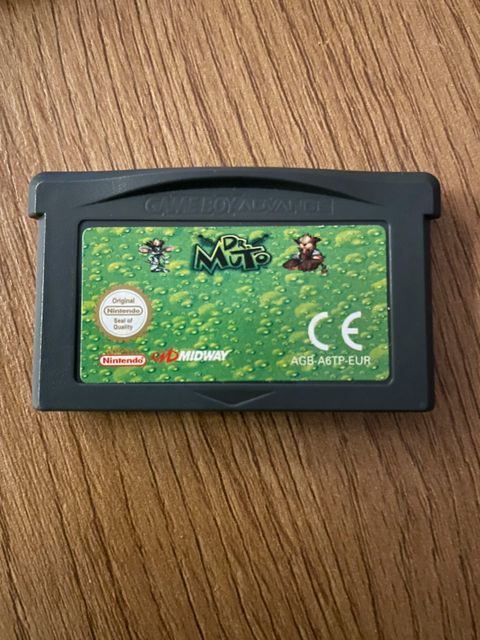 GAME BOY ADVANCE
DR.
MUTO
Original
Nintendo
Seal of
Quality
Nintendo
MIDWAY
CE
AGB-A6TP-EUR